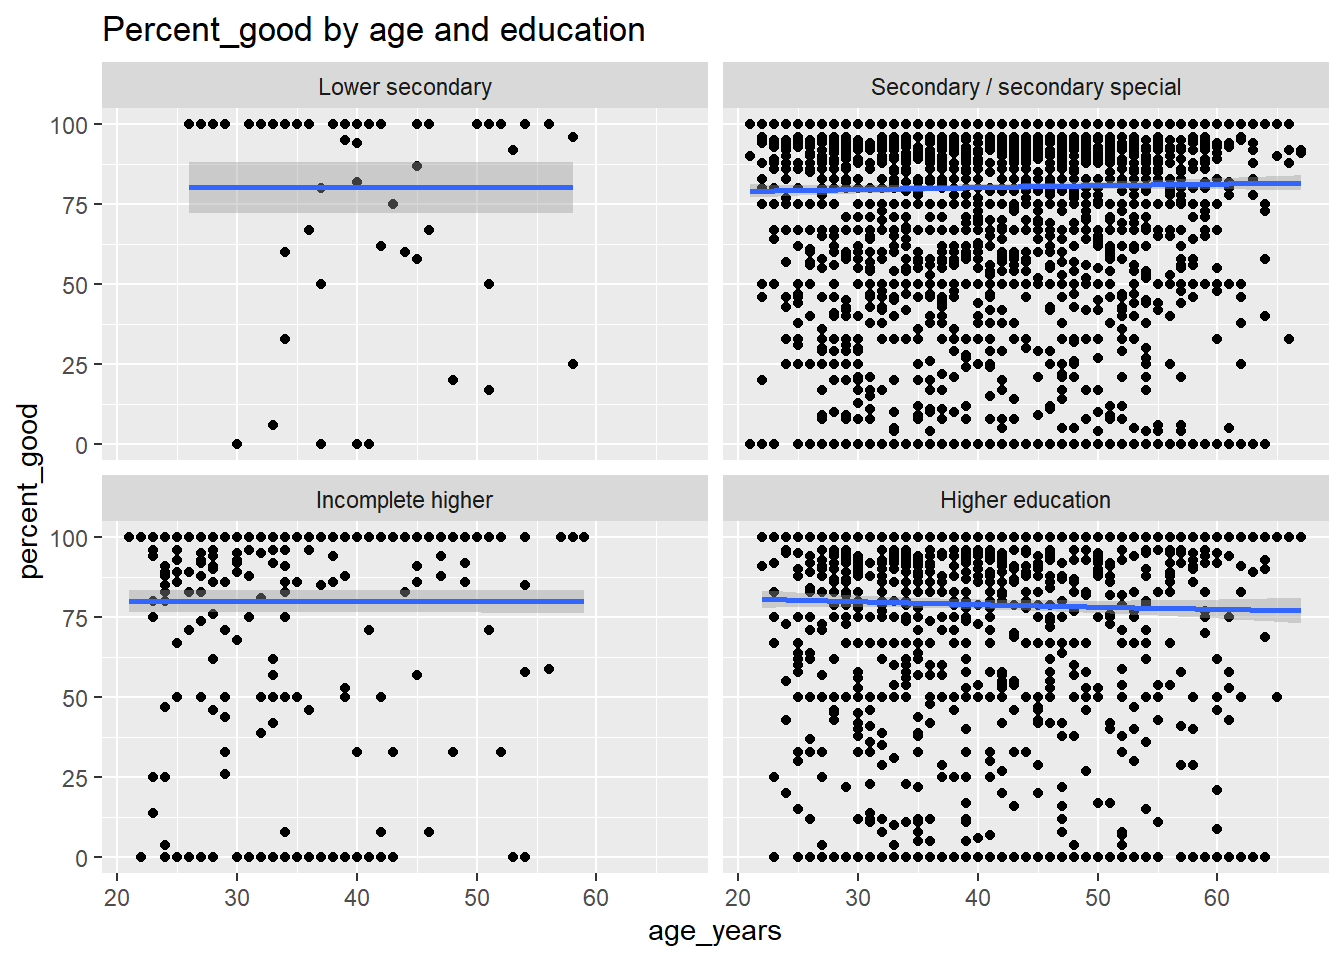 Percent_good by age and education
Lower secondary
Secondary / secondary special
100
75
50
25
0
Incomplete higher
Higher education
100
75
50
25
0
20 30 40 50 60
20 30 40 50 60
percent_good
age_years